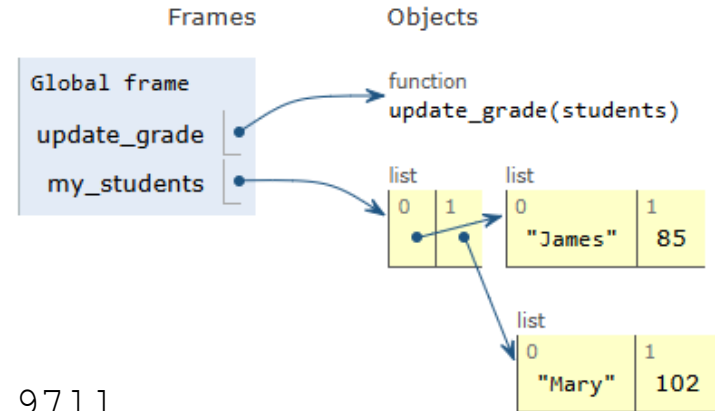 Frames Objects
Global frame
function
update_grade(students)
update_grade
my_students
list list
0 1 0 1
"James" 85
list
0 1
"Mary" 102
9711